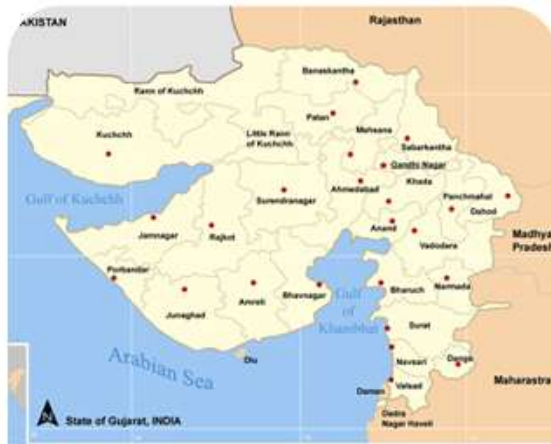 AKISTAN
Rajasthan
Banaskantha
Rann of Kuchchh
Patan
Kuchchh
Little Rann
of Kuchchh
Mehsana
Sabarkantha
Gandhi Nagar
Kheda
Ahmedabad
Panchmahal
Dahod
Gulf of Kuchchh
Surendranagar
Anand
Jamnagar
Rajkot
Vadodara
Madhya
Pradesh
Porbandar
Junaghad
Amreli
Bhavnagar
Gulf
of
Khambhat
Bharuch
Narmada
Surat
Arabian Sea
Diu
Navsari
Dangs
Maharastra
Daman
Valsad
Dadra
Nagar Haveli
N
State of Gujarat, INDIA